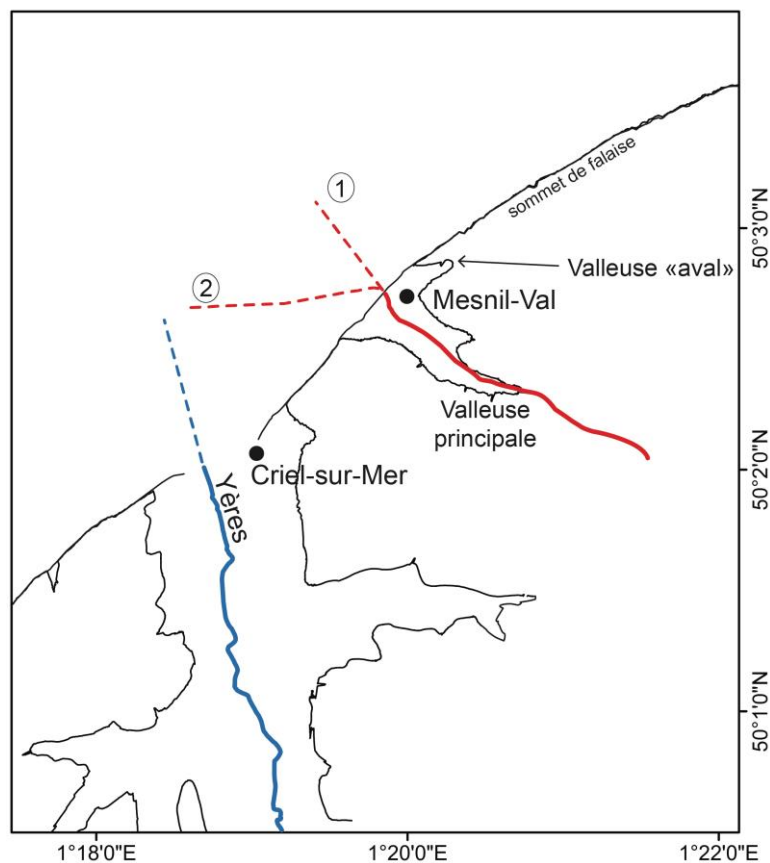 sommet de falaise
1
50°3'0"N
Valleuse «aval»
2
Mesnil-Val
Valleuse
principale
50°2'0"N
Criel-sur-Mer
Yères
50°1'0"N
1°18'0"E
1°20'0"E
1°22'0"E